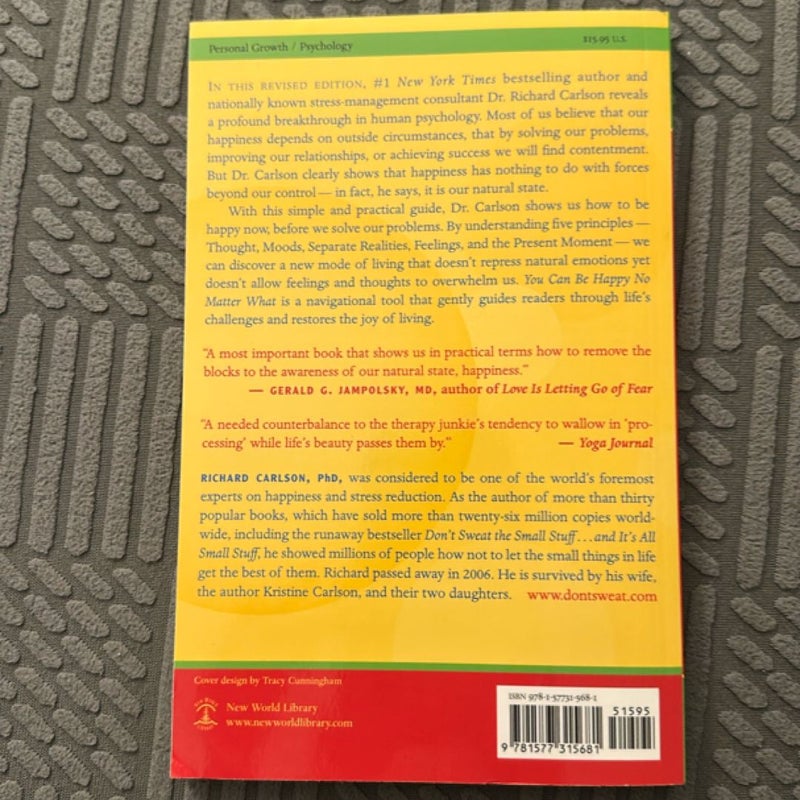 Personal Growth / Psychology
$15.95 U.S.
IN THIS REVISED EDITION, #1 New York Times bestselling author and
nationally known stress-management consultant Dr. Richard Carlson reveals
a profound breakthrough in human psychology. Most of us believe that our
happiness depends on outside circumstances, that by solving our problems,
improving our relationships, or achieving success we will find contentment.
But Dr. Carlson clearly shows that happiness has nothing to do with forces
beyond our control — in fact, he says, it is our natural state.
With this simple and practical guide, Dr. Carlson shows us how to be
happy now, before we solve our problems. By understanding five principles —
Thought, Moods, Separate Realities, Feelings, and the Present Moment — we
can discover a new mode of living that doesn't repress natural emotions yet
doesn't allow feelings and thoughts to overwhelm us. You Can Be Happy No
Matter What is a navigational tool that gently guides readers through life's
challenges and restores the joy of living.
"A most important book that shows us in practical terms how to remove the
blocks to the awareness of our natural state, happiness."
— GERALD G. JAMPOLSKY, MD, author of Love Is Letting Go of Fear
"A needed counterbalance to the therapy junkie's tendency to wallow in 'pro-
cessing' while life's beauty passes them by." — Yoga Journal
RICHARD CARLSON, PhD, was considered to be one of the world's foremost
experts on happiness and stress reduction. As the author of more than thirty
popular books, which have sold more than twenty-six million copies world-
wide, including the runaway bestseller Don't Sweat the Small Stuff...and It's All
Small Stuff, he showed millions of people how not to let the small things in life
get the best of them. Richard passed away in 2006. He is survived by his wife,
the author Kristine Carlson, and their two daughters. www.dontsweat.com
Cover design by Tracy Cunningham
New World Library
www.newworldlibrary.com
ISBN 978-1-57731-568-1
51595
9 781577 315681